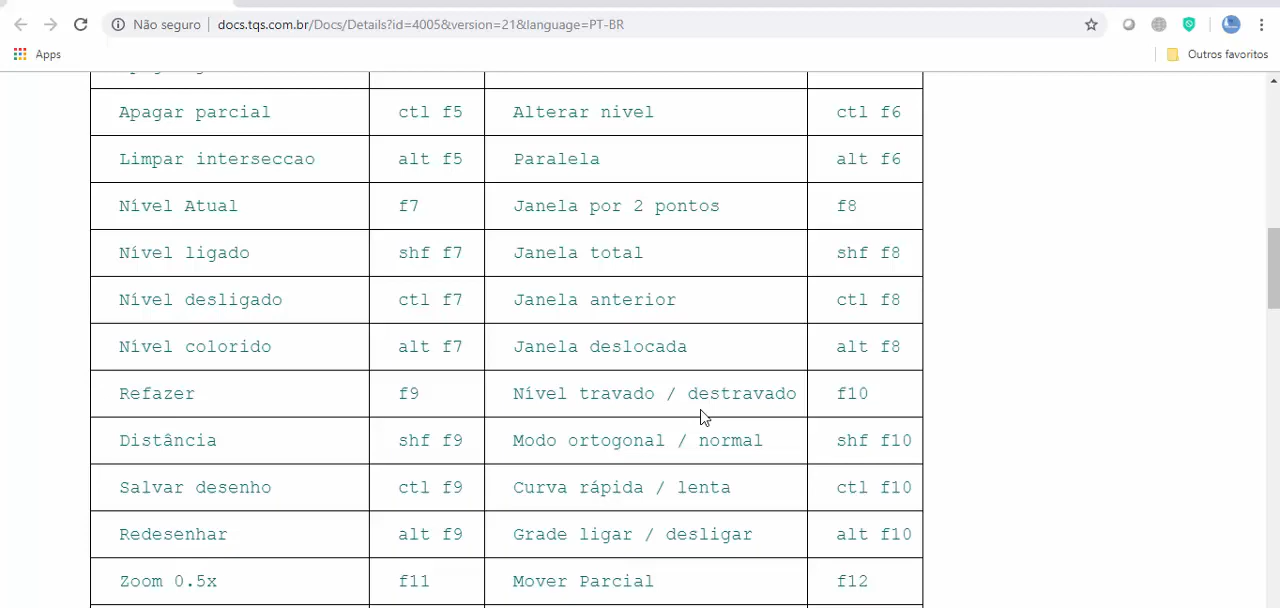 Não seguro docs.tqs.com.br/Docs/Details?id=4005&version=21&language=PT-BR
Apps Outros favoritos
Apagar parcial ctl f5 Alterar nivel ctl f6
Limpar interseccao alt f5 Paralela alt f6
Nível Atual f7 Janela por 2 pontos f8
Nível ligado shf f7 Janela total shf f8
Nível desligado ctl f7 Janela anterior ctl f8
Nível colorido alt f7 Janela deslocada alt f8
Refazer f9 Nível travado / destravado f10
Distância shf f9 Modo ortogonal / normal shf f10
Salvar desenho ctl f9 Curva rápida / lenta ctl f10
Redesenhar alt f9 Grade ligar / desligar alt f10
Zoom 0.5x f11 Mover Parcial f12